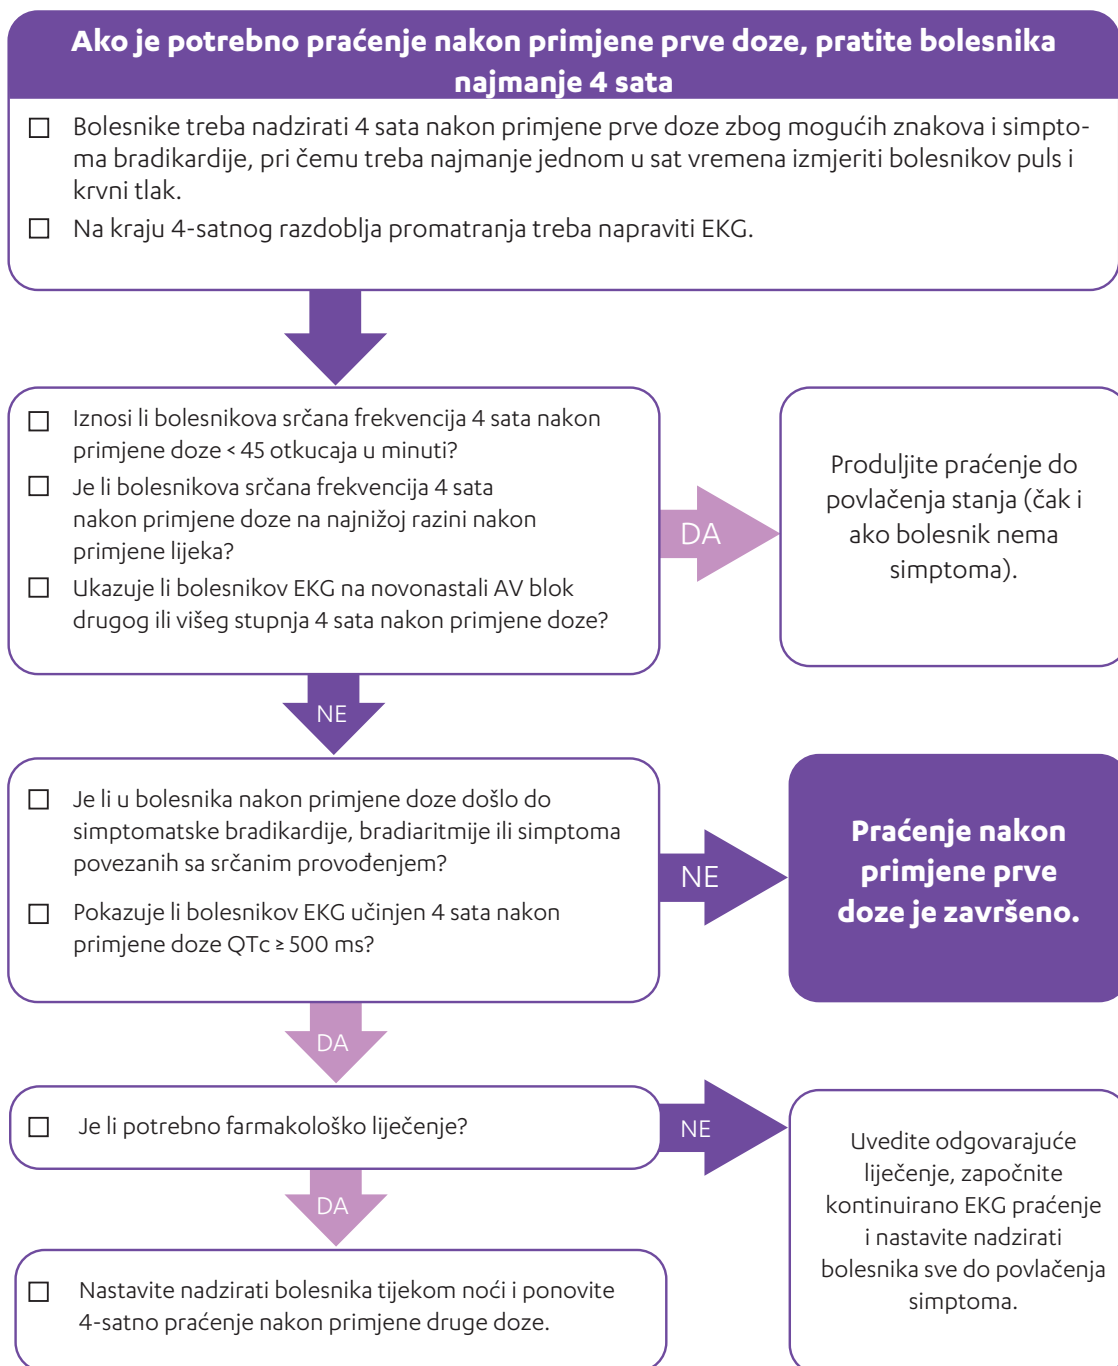 Ako je potrebno praćenje nakon primjene prve doze, pratite bolesnika
najmanje 4 sata
Bolesnike treba nadzirati 4 sata nakon primjene prve doze zbog mogućih znakova i simpto-
ma bradikardije, pri čemu treba najmanje jednom u sat vremena izmjeriti bolesnikov puls i
krvni tlak.
Na kraju 4-satnog razdoblja promatranja treba napraviti EKG.
Iznosi li bolesnikova srčana frekvencija 4 sata nakon
primjene doze < 45 otkucaja u minuti?
Je li bolesnikova srčana frekvencija 4 sata
nakon primjene doze na najnižoj razini nakon
primjene lijeka?
Ukazuje li bolesnikov EKG na novonastali AV blok
drugog ili višeg stupnja 4 sata nakon primjene doze?
DA
Produljite praćenje do
povlačenja stanja (čak i
ako bolesnik nema
simptoma).
NE
Je li u bolesnika nakon primjene doze došlo do
simptomatske bradikardije, bradiaritmije ili simptoma
povezanih sa srčanim provođenjem?
Pokazuje li bolesnikov EKG učinjen 4 sata nakon
primjene doze QTc ≥ 500 ms?
NE
Praćenje nakon
primjene prve
doze je završeno.
DA
Je li potrebno farmakološko liječenje?
NE
Uvedite odgovarajuće
liječenje, započnite
kontinuirano EKG praćenje
i nastavite nadzirati
bolesnika sve do povlačenja
simptoma.
DA
Nastavite nadzirati bolesnika tijekom noći i ponovite
4-satno praćenje nakon primjene druge doze.